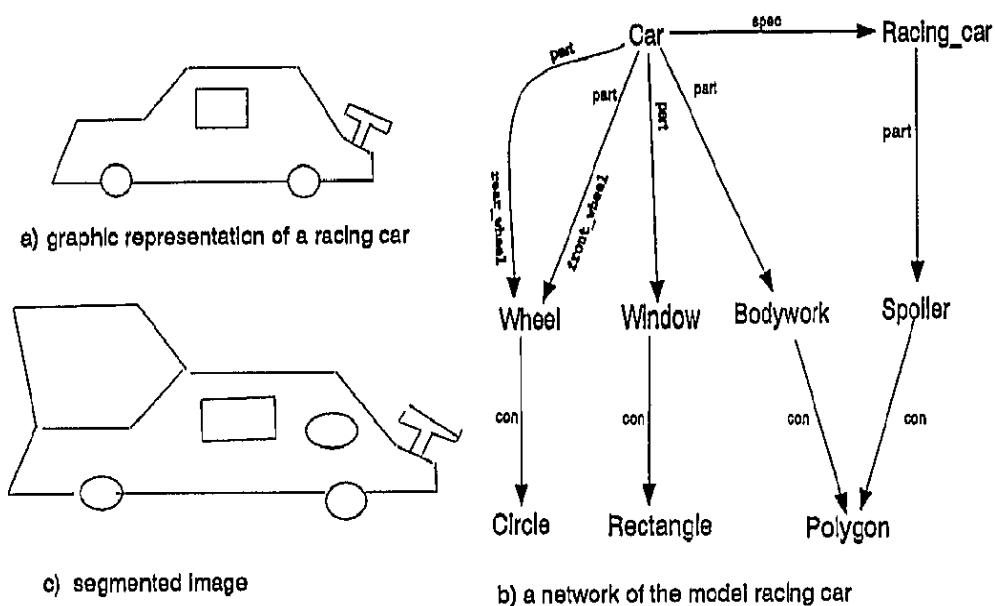 a) graphic representation of a racing car
c) segmented image
Car
spec
Racing_car
part
part
part
part
part
rear_wheel
front_wheel
Wheel
Window
Bodywork
Spoiler
con
con
con
con
Circle
Rectangle
Polygon
b) a network of the model racing car